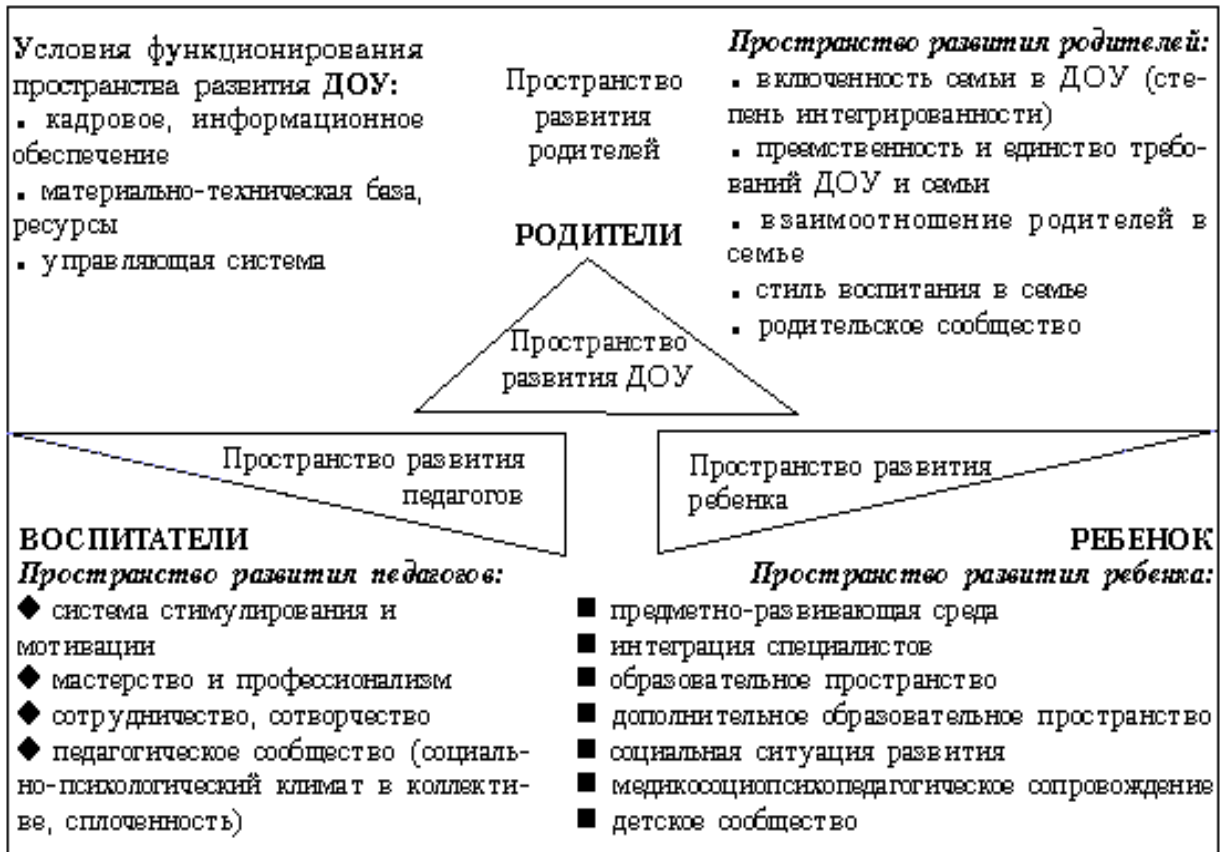 Условия функционирования
пространства развития ДОУ:
▪ кадровое, информационное
обеспечение
▪ материально-техническая база,
ресурсы
▪ управляющая система
Пространство
развития
родителей
РОДИТЕЛИ
Пространство развития родителей:
▪ включенность семьи в ДОУ (сте-
пень интегрированности)
▪ преемственность и единство требо-
ваний ДОУ и семьи
▪ взаимоотношение родителей в
семье
▪ стиль воспитания в семье
▪ родительское сообщество
Пространство
развития ДОУ
Пространство развития
педагогов
Пространство развития
ребенка
ВОСПИТАТЕЛИ
Пространство развития педагогов:
◆ система стимулирования и
мотивации
◆ мастерство и профессионализм
◆ сотрудничество, сотворчество
◆ педагогическое сообщество (социаль-
но-психологический климат в коллекти-
ве, сплоченность)
РЕБЕНОК
Пространство развития ребенка:
■ предметно-развивающая среда
■ интеграция специалистов
■ образовательное пространство
■ дополнительное образовательное пространство
■ социальная ситуация развития
■ медикосоциопсихопедагогическое сопровождение
■ детское сообщество